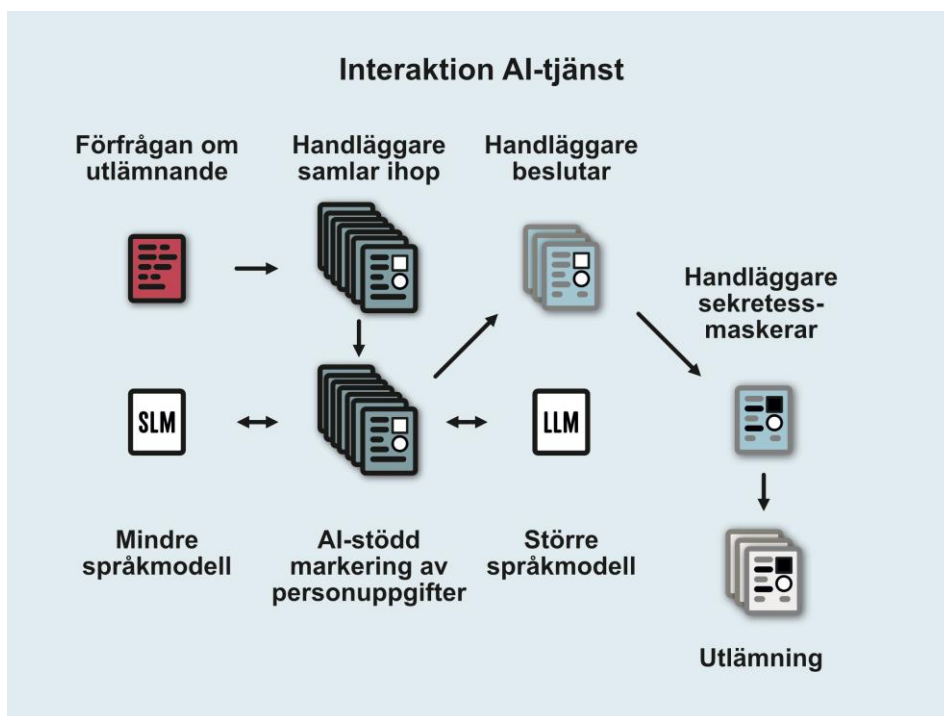 Interaktion AI-tjänst
Förfrågan om
utlämnande
Handläggare
samlar ihop
Handläggare
beslutar
Handläggare
sekretess-
maskerar
SLM
LLM
Mindre
språkmodell
AI-stödd
markering av
personuppgifter
Större
språkmodell
Utlämning